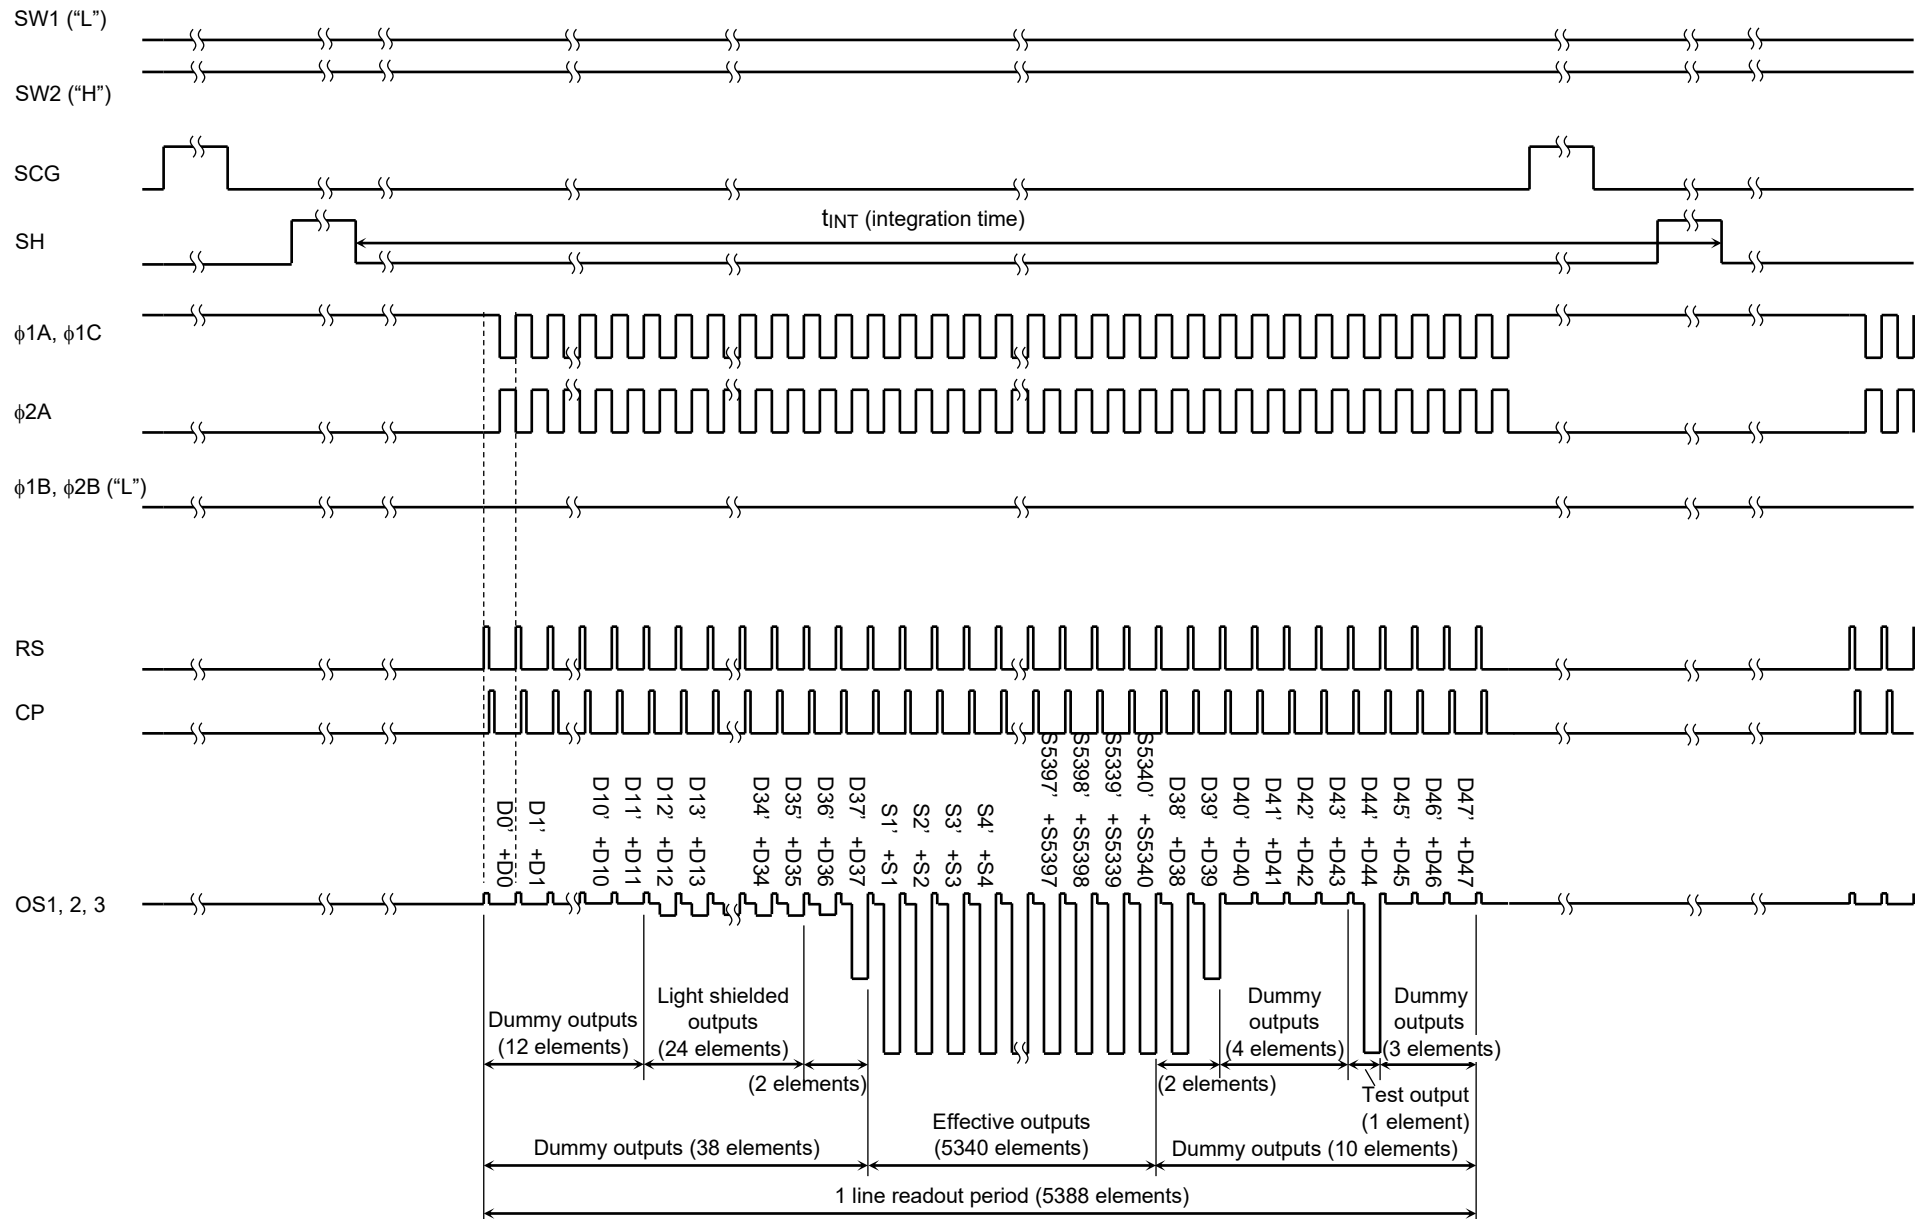 SW1 (“L”)
SW2 (“H”)
SCG
SH
tINT (integration time)
ϕ1A, ϕ1C
ϕ2A
ϕ1B, ϕ2B (“L”)
RS
CP
OS1, 2, 3
D0’ +D0
D1’ +D1
D10’ +D10
D11’ +D11
D12’ +D12
D13’ +D13
D34’ +D34
D35’ +D35
D36’ +D36
D37’ +D37
S1’ +S1
S2’ +S2
S3’ +S3
S4’ +S4
S5397’ +S5397
S5398’ +S5398
S5339’ +S5339
S5340’ +S5340
D38’ +D38
D39’ +D39
D40’ +D40
D41’ +D41
D42’ +D42
D43’ +D43
D44’ +D44
D45’ +D45
D46’ +D46
D47’ +D47
Dummy outputs
(12 elements)
Light shielded
outputs
(24 elements)
(2 elements)
(2 elements)
Dummy
outputs
(4 elements)
Dummy
outputs
(3 elements)
Test output
(1 element)
Dummy outputs (38 elements)
Effective outputs
(5340 elements)
Dummy outputs (10 elements)
1 line readout period (5388 elements)